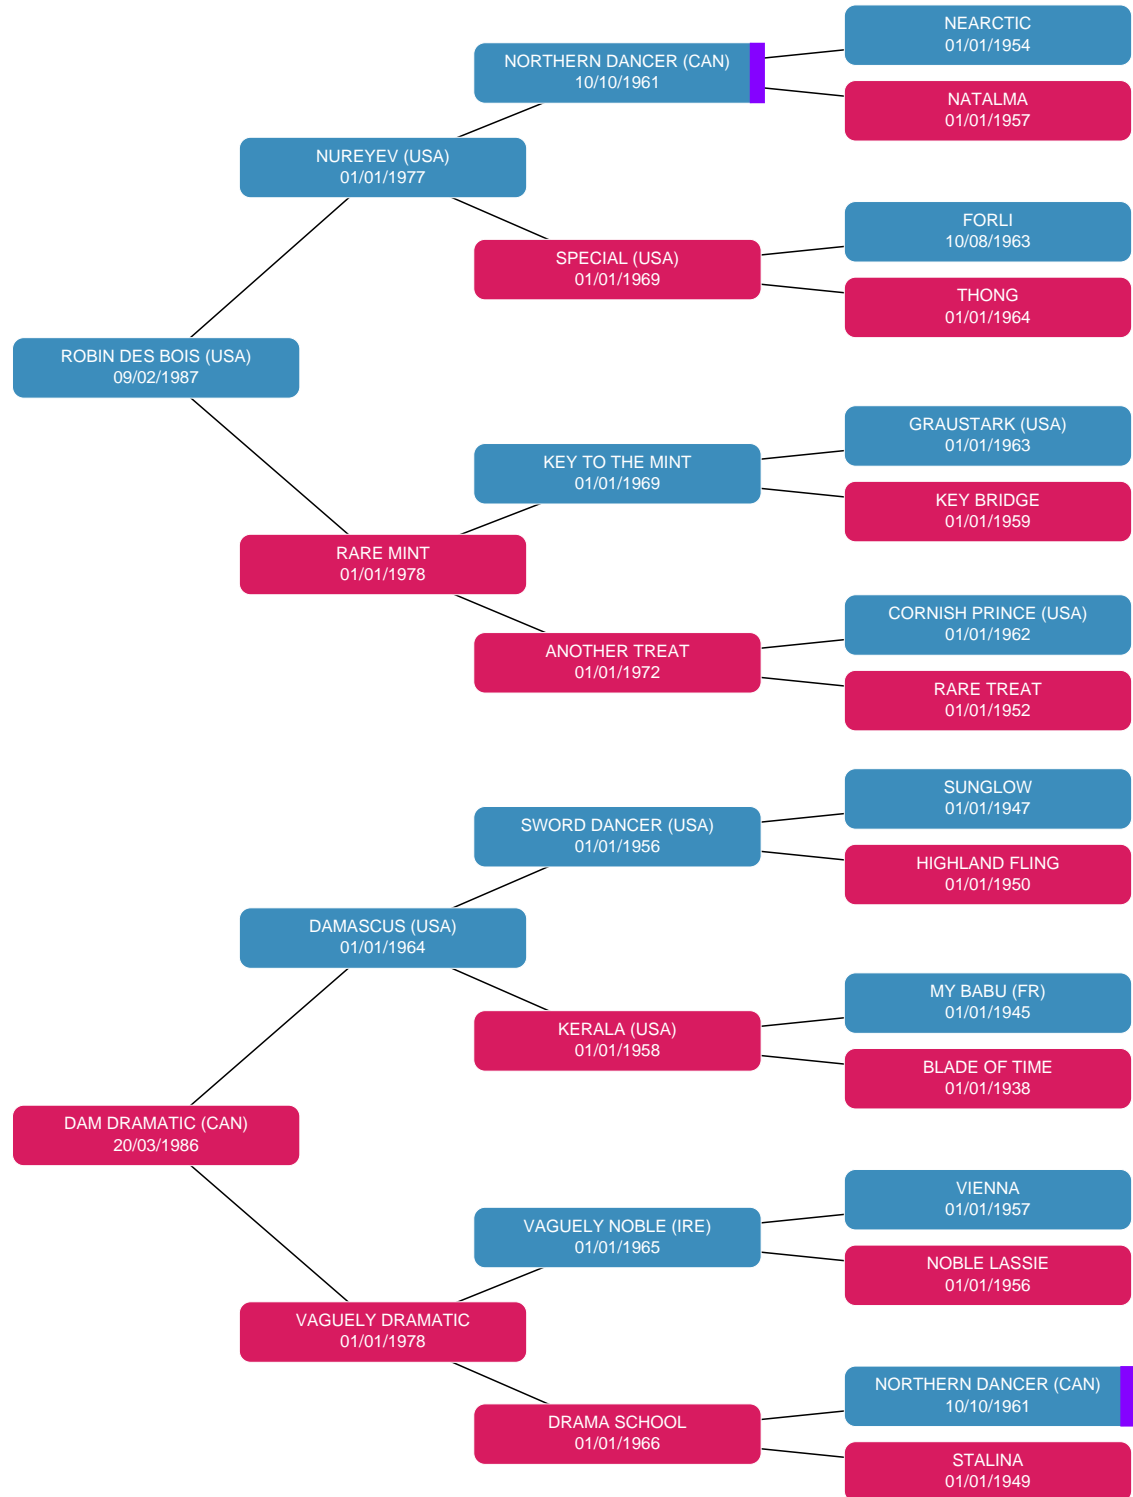 NEARCTIC
01/01/1954
NORTHERN DANCER (CAN)
10/10/1961
NATALMA
01/01/1957
NUREYEV (USA)
01/01/1977
FORLI
10/08/1963
SPECIAL (USA)
01/01/1969
THONG
01/01/1964
ROBIN DES BOIS (USA)
09/02/1987
GRAUSTARK (USA)
01/01/1963
KEY TO THE MINT
01/01/1969
KEY BRIDGE
01/01/1959
RARE MINT
01/01/1978
CORNISH PRINCE (USA)
01/01/1962
ANOTHER TREAT
01/01/1972
RARE TREAT
01/01/1952
SUNGLOW
01/01/1947
SWORD DANCER (USA)
01/01/1956
HIGHLAND FLING
01/01/1950
DAMASCUS (USA)
01/01/1964
MY BABU (FR)
01/01/1945
KERALA (USA)
01/01/1958
BLADE OF TIME
01/01/1938
DAM DRAMATIC (CAN)
20/03/1986
VIENNA
01/01/1957
VAGUELY NOBLE (IRE)
01/01/1965
NOBLE LASSIE
01/01/1956
VAGUELY DRAMATIC
01/01/1978
NORTHERN DANCER (CAN)
10/10/1961
DRAMA SCHOOL
01/01/1966
STALINA
01/01/1949